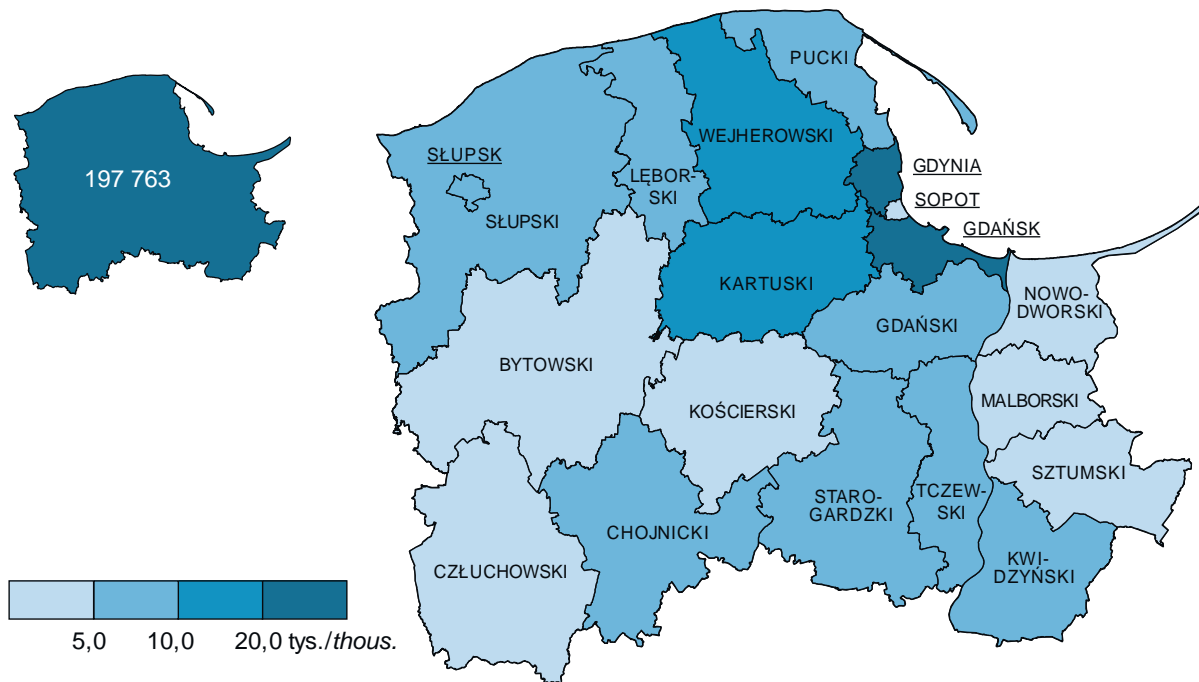 197 763
PUCKI
WEJHEROWSKI
SŁUPSK
GDYNIA
LĘBOR-
SKI
SOPOT
SŁUPSKI
GDAŃSK
KARTUSKI
NOWO-
DWORSKI
GDAŃSKI
BYTOWSKI
KOŚCIERSKI
MALBORSKI
SZTUMSKI
STARO-
GARDZKI
TCZEW-
SKI
CHOJNICKI
KWI-
DZYŃSKI
CZŁUCHOWSKI
5,0 10,0 20,0 tys./thous.